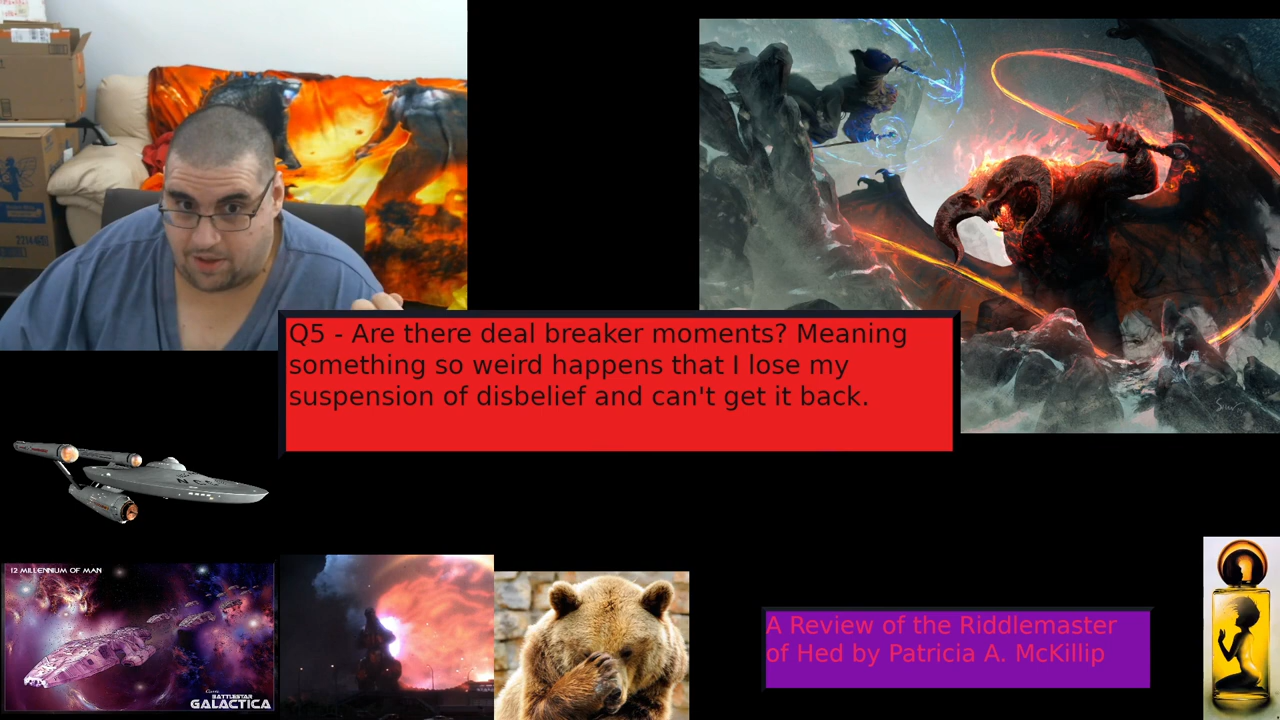 Q5 - Are there deal breaker moments? Meaning
something so weird happens that I lose my
suspension of disbelief and can't get it back.
12 MILLENNIUM OF MAN
BATTLESTAR
GALACTICA
A Review of the Riddlemaster
of Hed by Patricia A. McKillip